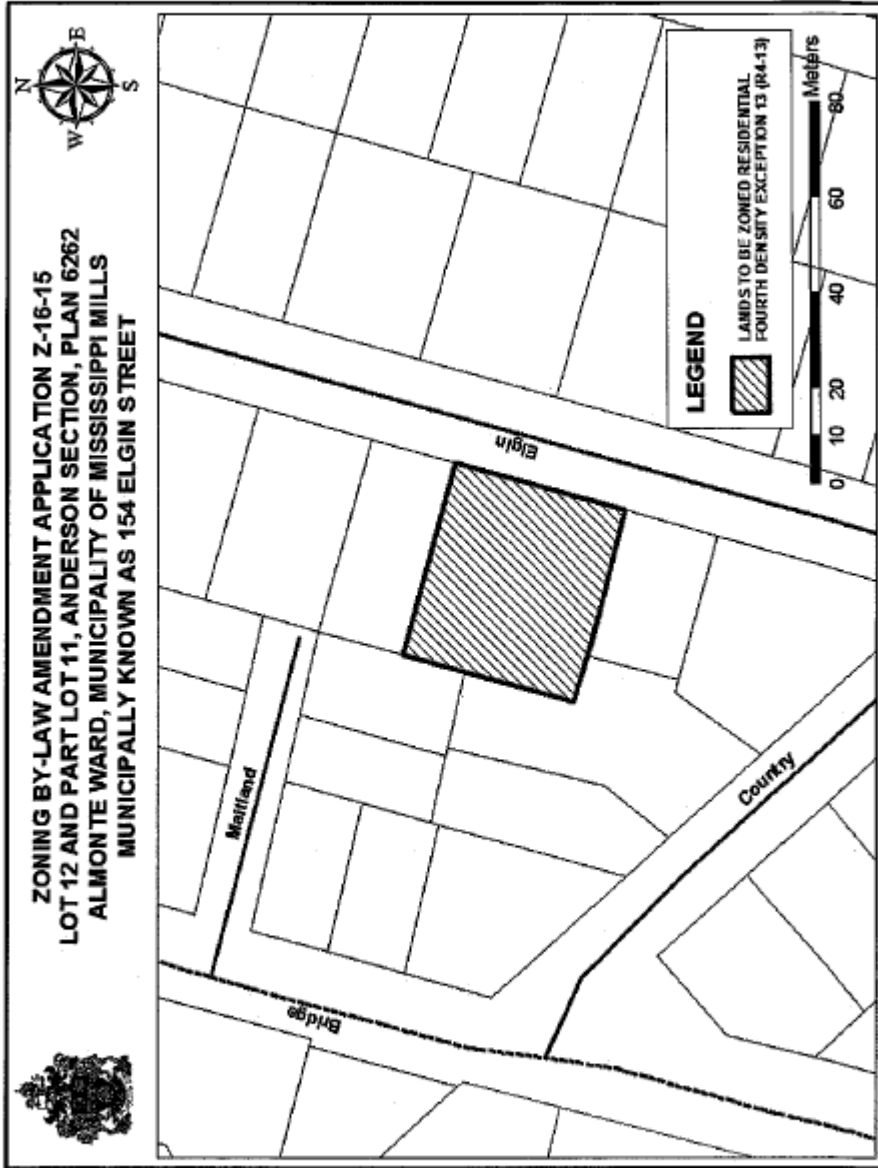 ZONING BY-LAW AMENDMENT APPLICATION Z-16-15
LOT 12 AND PART LOT 11, ANDERSON SECTION, PLAN 6262
ALMONTE WARD, MUNICIPALITY OF MISSISSIPPI MILLS
MUNICIPALLY KNOWN AS 154 ELGIN STREET
N
W
E
S
Maitland
Bridge
Elgin
Country
LEGEND
LANDS TO BE ZONED RESIDENTIAL
FOURTH DENSITY EXCEPTION 13 (R4-13)
0 10 20 40 60 80
Meters